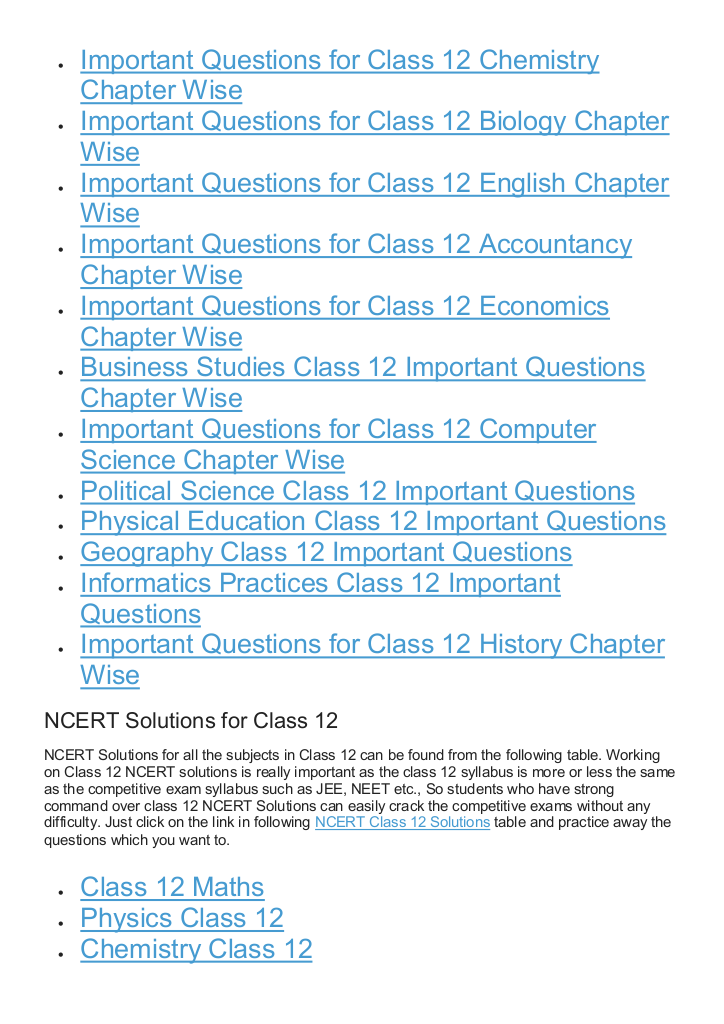 Important Questions for Class 12 Chemistry
Chapter Wise
Important Questions for Class 12 Biology Chapter
Wise
Important Questions for Class 12 English Chapter
Wise
Important Questions for Class 12 Accountancy
Chapter Wise
Important Questions for Class 12 Economics
Chapter Wise
Business Studies Class 12 Important Questions
Chapter Wise
Important Questions for Class 12 Computer
Science Chapter Wise
Political Science Class 12 Important Questions
Physical Education Class 12 Important Questions
Geography Class 12 Important Questions
Informatics Practices Class 12 Important
Questions
Important Questions for Class 12 History Chapter
Wise
NCERT Solutions for Class 12
NCERT Solutions for all the subjects in Class 12 can be found from the following table. Working
on Class 12 NCERT solutions is really important as the class 12 syllabus is more or less the same
as the competitive exam syllabus such as JEE, NEET etc., So students who have strong
command over class 12 NCERT Solutions can easily crack the competitive exams without any
difficulty. Just click on the link in following NCERT Class 12 Solutions table and practice away the
questions which you want to.
Class 12 Maths
Physics Class 12
Chemistry Class 12